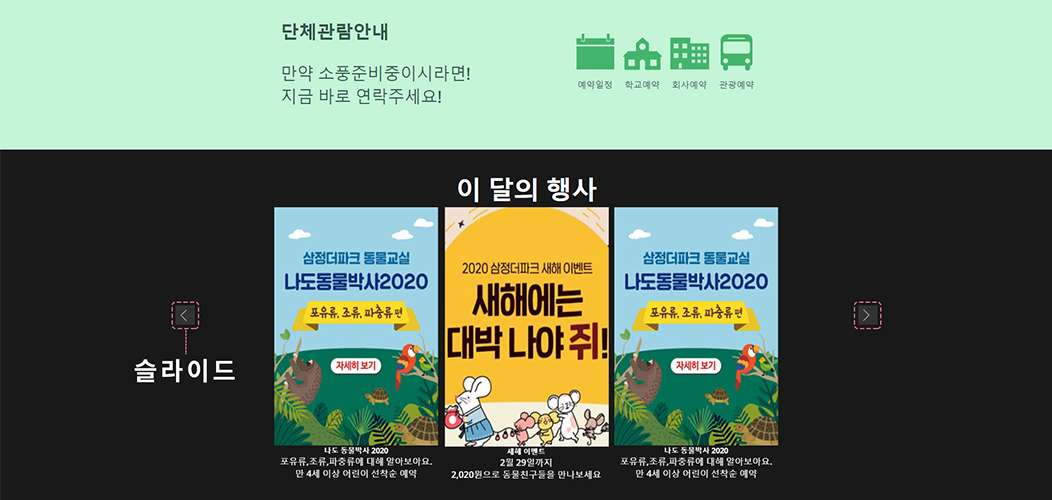 단체관람안내
만약 소풍준비중이시라면!
지금 바로 연락주세요!
예약일정 학교예약 회사예약 관광예약
이 달의 행사
삼정더파크 동물교실
나도동물박사2020
포유류, 조류, 파충류 편
자세히 보기
나도 동물박사 2020
포유류,조류,파충류에 대해 알아보아요.
만 4세 이상 어린이 선착순 예약
2020 삼정더파크 새해 이벤트
새해에는
대박 나야 쥐!
새해 이벤트
2월 29일까지
2,020원으로 동물친구들을 만나보세요
삼정더파크 동물교실
나도동물박사2020
포유류, 조류, 파충류 편
자세히 보기
나도 동물박사 2020
포유류,조류,파충류에 대해 알아보아요.
만 4세 이상 어린이 선착순 예약
슬라이드